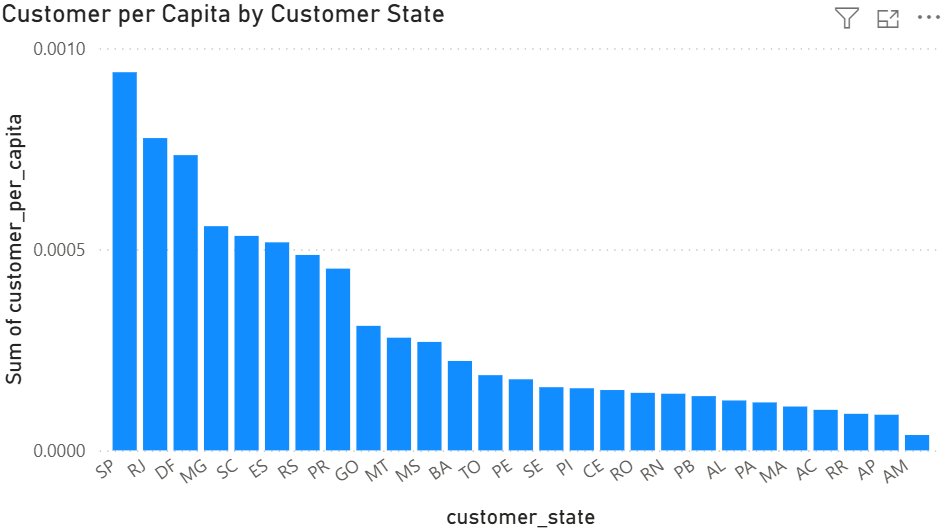 Customer per Capita by Customer State
Sum of customer_per_capita
0.0010
0.0005
0.0000
SP RJ DF MG SC ES RS PR GO MT MS BA TO PE SE PI CE RO RN PB AL PA MA AC RR AP AM
customer_state